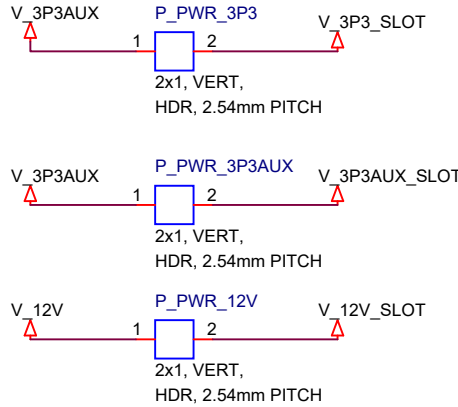 V_3P3AUX P_PWR_3P3 V_3P3_SLOT
1 2
2x1, VERT,
HDR, 2.54mm PITCH
V_3P3AUX P_PWR_3P3AUX V_3P3AUX_SLOT
1 2
2x1, VERT,
HDR, 2.54mm PITCH
V_12V P_PWR_12V V_12V_SLOT
1 2
2x1, VERT,
HDR, 2.54mm PITCH